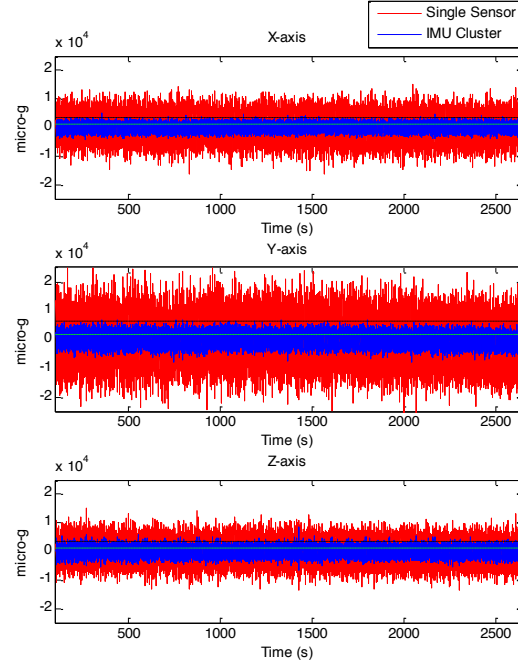 Single Sensor
IMU Cluster
x 10^4
X-axis
2
1
0
-1
-2
micro-g
500
1000
1500
2000
2500
Time (s)
x 10^4
Y-axis
2
1
0
-1
-2
micro-g
500
1000
1500
2000
2500
Time (s)
x 10^4
Z-axis
2
1
0
-1
-2
micro-g
500
1000
1500
2000
2500
Time (s)